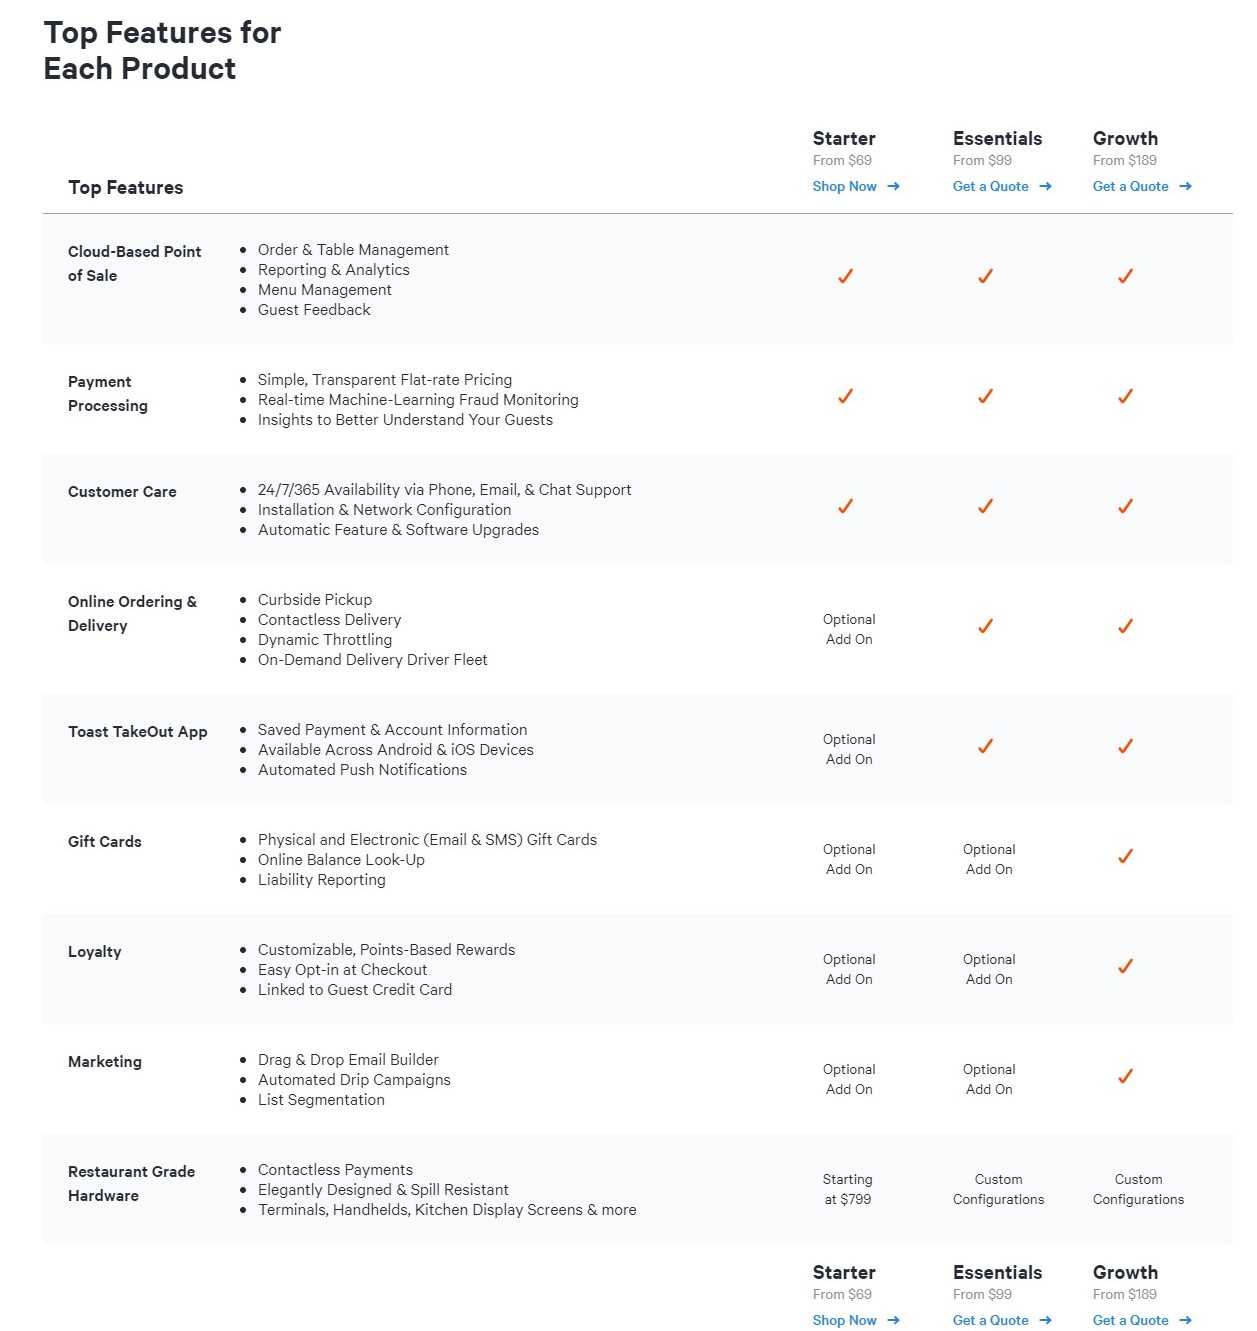 Top Features for
Each Product
Starter
Essentials
Growth
From $69
From $99
From $189
Top Features
Shop Now →
Get a Quote →
Get a Quote →
Cloud-Based Point
of Sale
• Order & Table Management
• Reporting & Analytics
• Menu Management
• Guest Feedback
✓
✓
✓
Payment
Processing
• Simple, Transparent Flat-rate Pricing
• Real-time Machine-Learning Fraud Monitoring
• Insights to Better Understand Your Guests
✓
✓
✓
Customer Care
• 24/7/365 Availability via Phone, Email, & Chat Support
• Installation & Network Configuration
• Automatic Feature & Software Upgrades
✓
✓
✓
Online Ordering &
Delivery
• Curbside Pickup
• Contactless Delivery
• Dynamic Throttling
• On-Demand Delivery Driver Fleet
Optional
Add On
✓
✓
Toast TakeOut App
• Saved Payment & Account Information
• Available Across Android & iOS Devices
• Automated Push Notifications
Optional
Add On
✓
✓
Gift Cards
• Physical and Electronic (Email & SMS) Gift Cards
• Online Balance Look-Up
• Liability Reporting
Optional
Add On
Optional
Add On
✓
Loyalty
• Customizable, Points-Based Rewards
• Easy Opt-in at Checkout
• Linked to Guest Credit Card
Optional
Add On
Optional
Add On
✓
Marketing
• Drag & Drop Email Builder
• Automated Drip Campaigns
• List Segmentation
Optional
Add On
Optional
Add On
✓
Restaurant Grade
Hardware
• Contactless Payments
• Elegantly Designed & Spill Resistant
• Terminals, Handhelds, Kitchen Display Screens & more
Starting
at $799
Custom
Configurations
Custom
Configurations
Starter
Essentials
Growth
From $69
From $99
From $189
Shop Now →
Get a Quote →
Get a Quote →